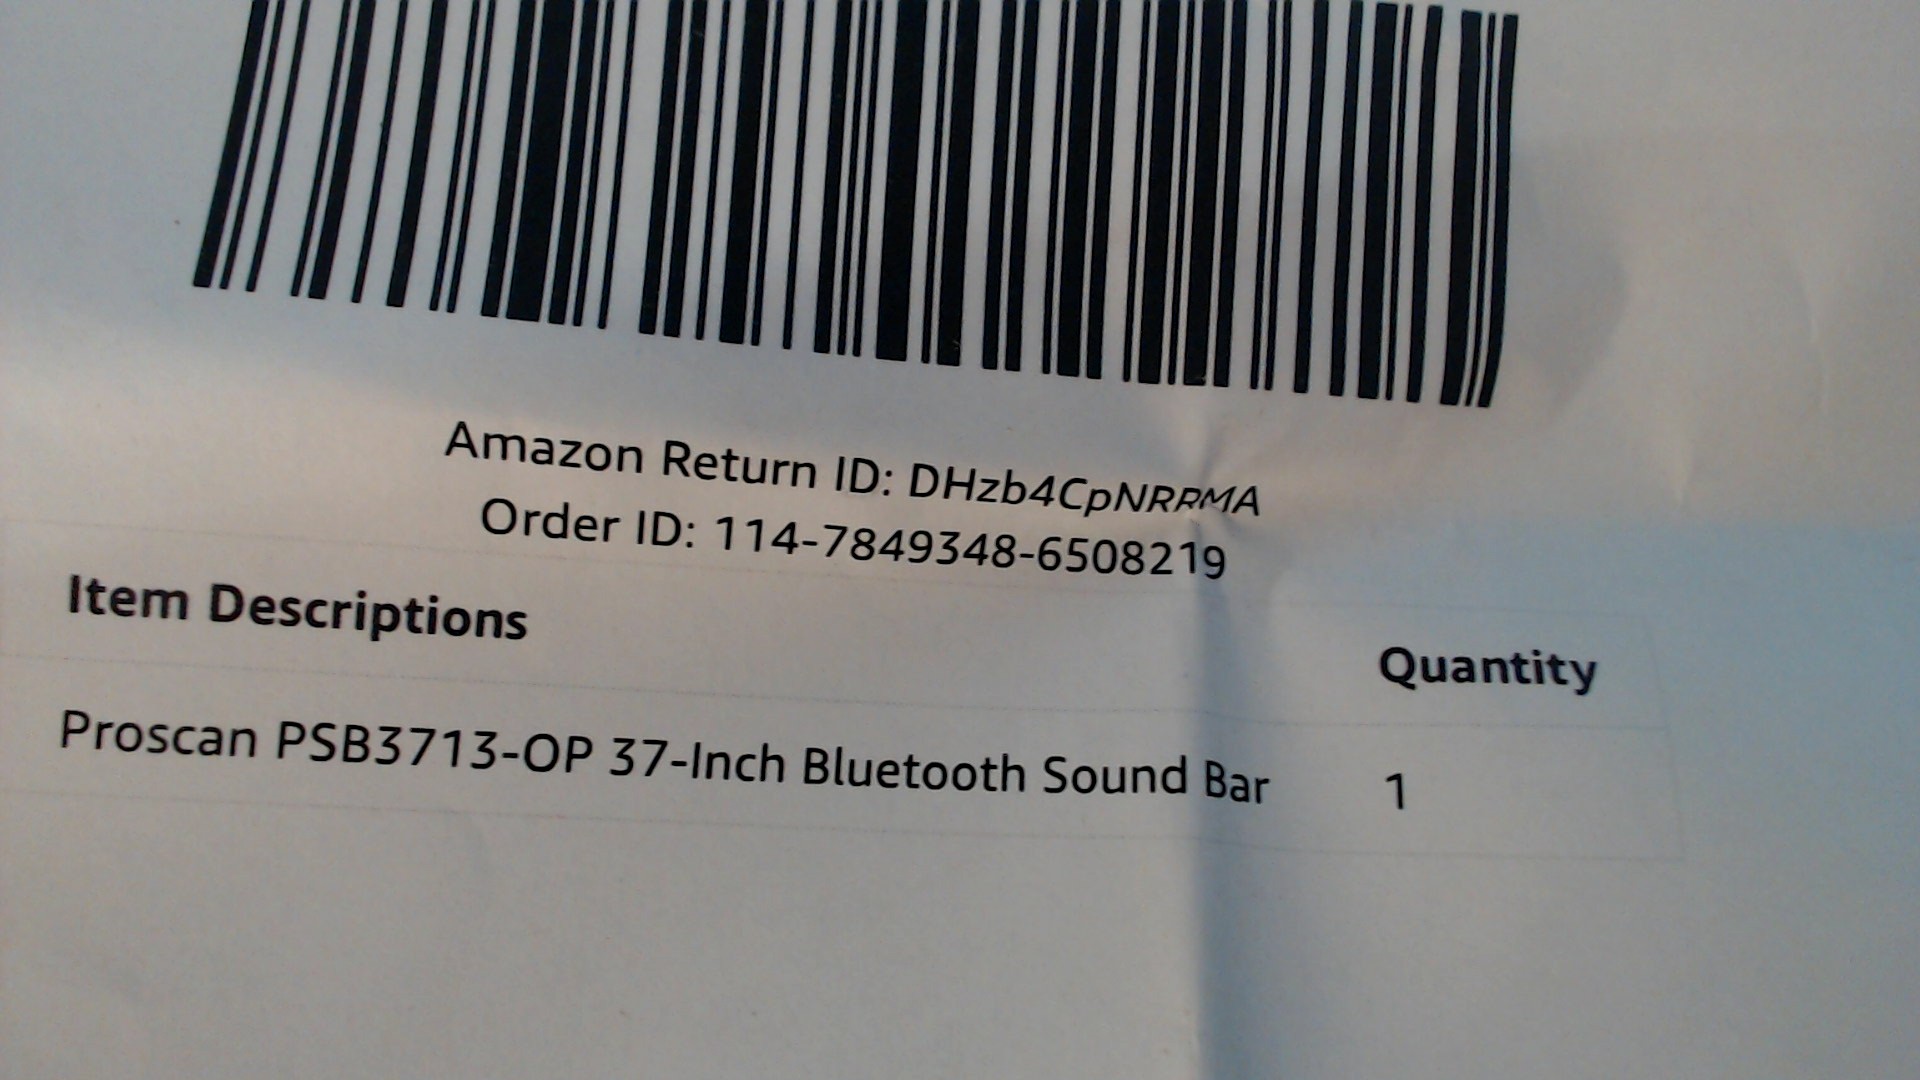 Amazon Return ID: DHzb4CpNRRMA
Order ID: 114-7849348-6508219
Item Descriptions
Quantity
Proscan PSB3713-OP 37-Inch Bluetooth Sound Bar 1